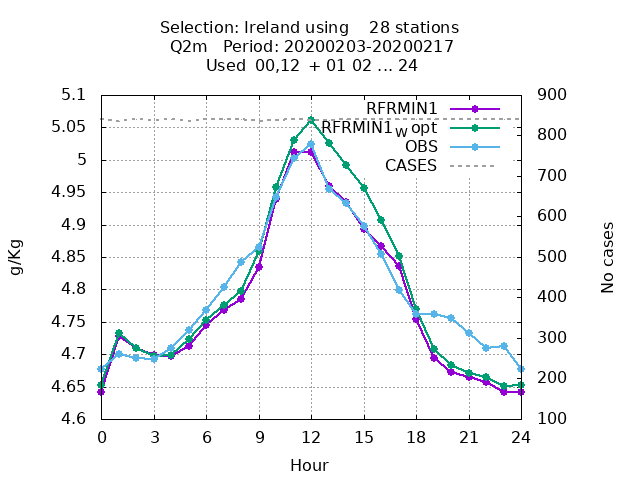 Selection: Ireland using    28 stations
Q2m   Period: 20200203-20200217
Used  00,12  + 01 02 ... 24
RFRMIN1
RFRMIN1w opt
OBS
CASES
5.1
5.05
5
4.95
4.9
4.85
4.8
4.75
4.7
4.65
4.6
900
800
700
600
500
400
300
200
100
g/Kg
No cases
0 3 6 9 12 15 18 21 24
Hour